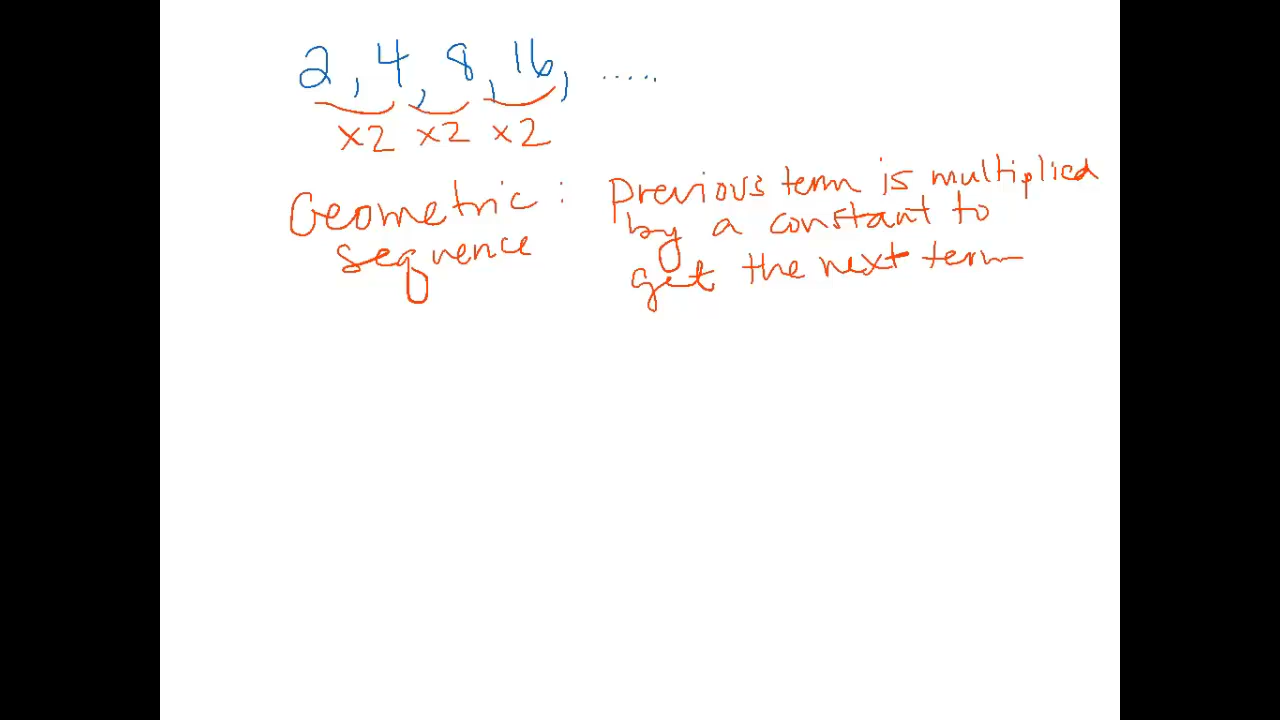 2, 4, 8, 16, .....
×2 ×2 ×2
Geometric : Previous term is multiplied
by a constant to
sequence
get the next term